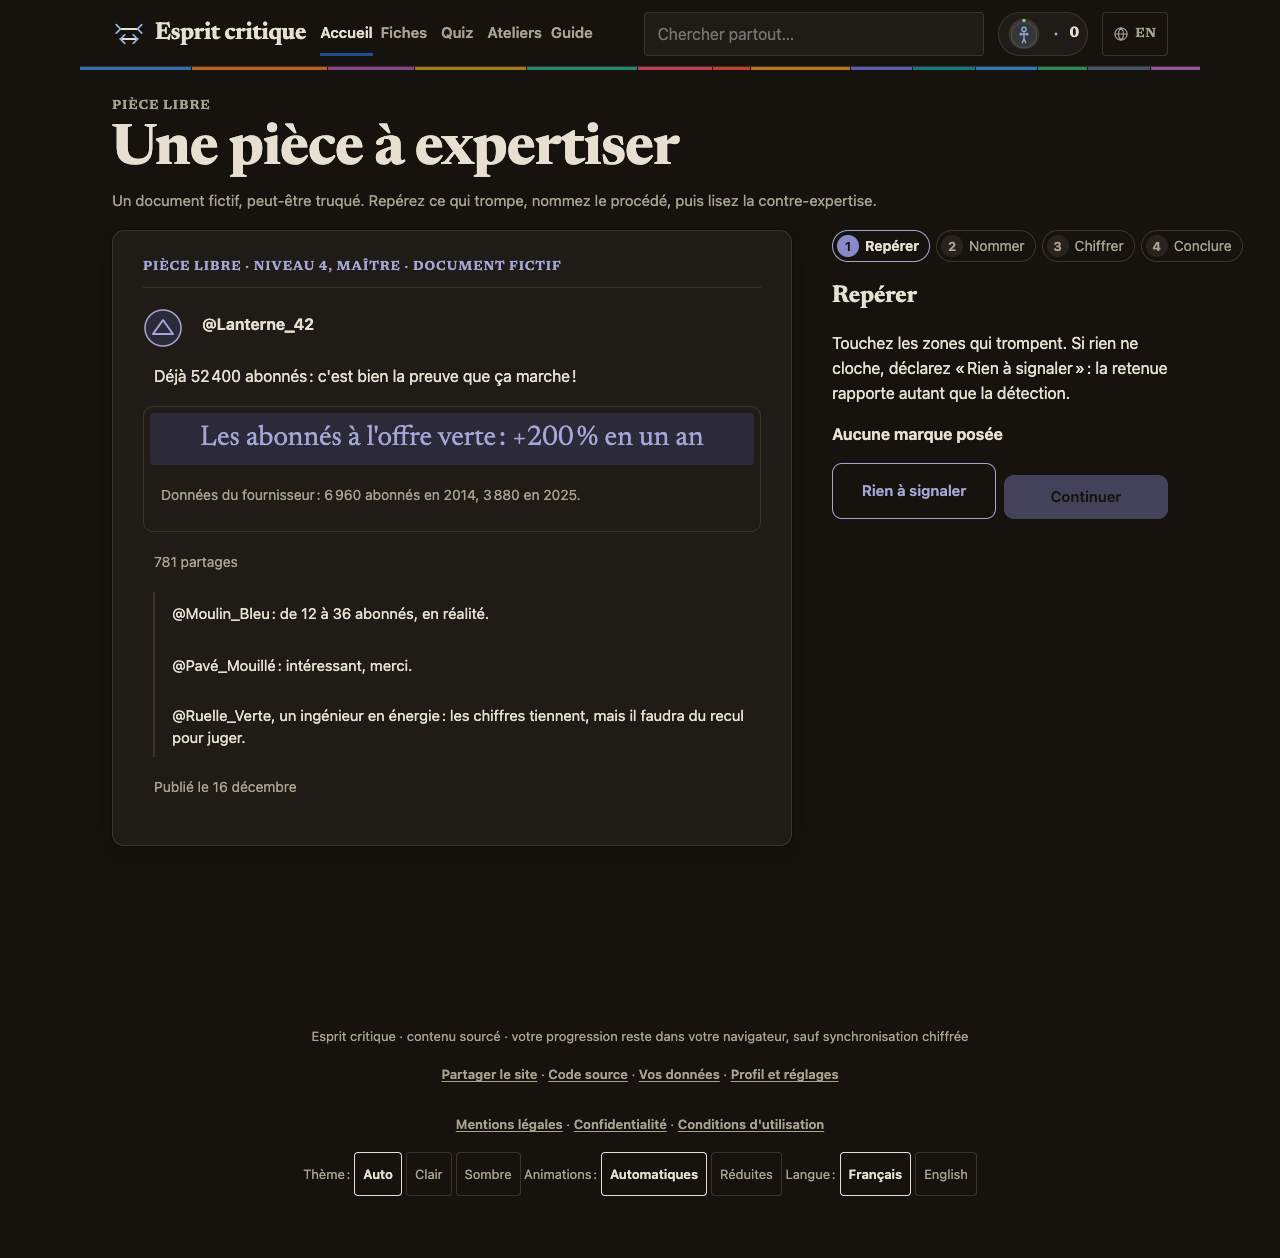 Esprit critique
Accueil Fiches Quiz Ateliers Guide
Chercher partout...
· 0
EN
PIÈCE LIBRE
Une pièce à expertiser
Un document fictif, peut-être truqué. Repérez ce qui trompe, nommez le procédé, puis lisez la contre-expertise.
PIÈCE LIBRE · NIVEAU 4, MAÎTRE · DOCUMENT FICTIF
@Lanterne_42
Déjà 52 400 abonnés : c'est bien la preuve que ça marche !
Les abonnés à l'offre verte : +200 % en un an
Données du fournisseur : 6 960 abonnés en 2014, 3 880 en 2025.
781 partages
@Moulin_Bleu : de 12 à 36 abonnés, en réalité.
@Pavé_Mouillé : intéressant, merci.
@Ruelle_Verte, un ingénieur en énergie : les chiffres tiennent, mais il faudra du recul
pour juger.
Publié le 16 décembre
1 Repérer 2 Nommer 3 Chiffrer 4 Conclure
Repérer
Touchez les zones qui trompent. Si rien ne
cloche, déclarez « Rien à signaler » : la retenue
rapporte autant que la détection.
Aucune marque posée
Rien à signaler
Continuer
Esprit critique · contenu sourcé · votre progression reste dans votre navigateur, sauf synchronisation chiffrée
Partager le site · Code source · Vos données · Profil et réglages
Mentions légales · Confidentialité · Conditions d'utilisation
Thème : Auto Clair Sombre Animations : Automatiques Réduites Langue : Français English